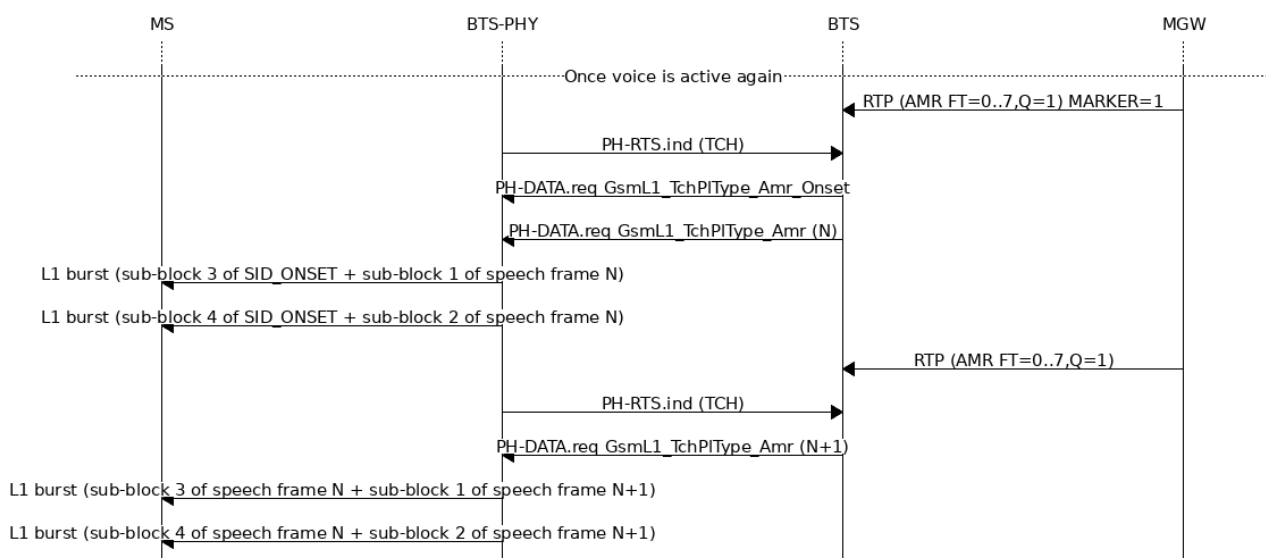 MS BTS-PHY BTS MGW
Once voice is active again
RTP (AMR FT=0..7,Q=1) MARKER=1
PH-RTS.ind (TCH)
PH-DATA.req GsmL1_TchPlType_Amr_Onset
PH-DATA.req GsmL1_TchPlType_Amr (N)
L1 burst (sub-block 3 of SID_ONSET + sub-block 1 of speech frame N)
L1 burst (sub-block 4 of SID_ONSET + sub-block 2 of speech frame N)
RTP (AMR FT=0..7,Q=1)
PH-RTS.ind (TCH)
PH-DATA.req GsmL1_TchPlType_Amr (N+1)
L1 burst (sub-block 3 of speech frame N + sub-block 1 of speech frame N+1)
L1 burst (sub-block 4 of speech frame N + sub-block 2 of speech frame N+1)